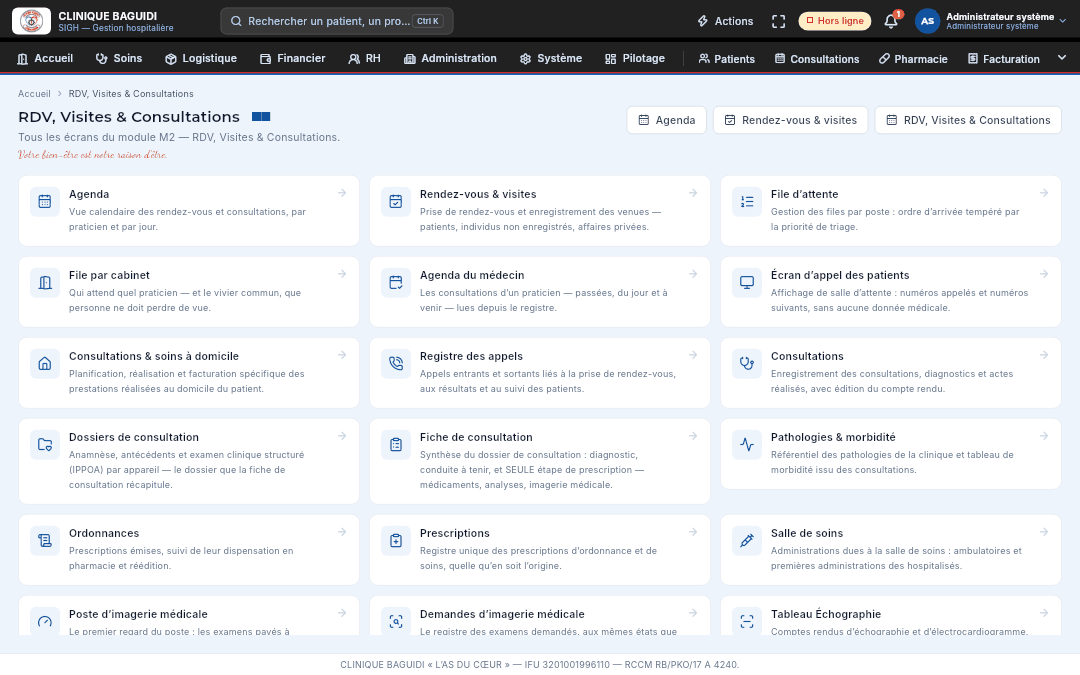 CLINIQUE BAGUIDI
SIGH — Gestion hospitalière
Rechercher un patient, un pro... Ctrl K
Actions
Hors ligne
1
AS
Administrateur système
Administrateur système
Accueil
Soins
Logistique
Financier
RH
Administration
Système
Pilotage
Patients
Consultations
Pharmacie
Facturation
Accueil > RDV, Visites & Consultations
RDV, Visites & Consultations
Tous les écrans du module M2 — RDV, Visites & Consultations.
Votre bien-être est notre raison d'être.
Agenda
Rendez-vous & visites
RDV, Visites & Consultations
Agenda
Vue calendaire des rendez-vous et consultations, par
praticien et par jour.
Rendez-vous & visites
Prise de rendez-vous et enregistrement des venues —
patients, individus non enregistrés, affaires privées.
File d'attente
Gestion des files par poste : ordre d'arrivée tempéré par
la priorité de triage.
File par cabinet
Qui attend quel praticien — et le vivier commun, que
personne ne doit perdre de vue.
Agenda du médecin
Les consultations d'un praticien — passées, du jour et à
venir — lues depuis le registre.
Écran d'appel des patients
Affichage de salle d'attente : numéros appelés et numéros
suivants, sans aucune donnée médicale.
Consultations & soins à domicile
Planification, réalisation et facturation spécifique des
prestations réalisées au domicile du patient.
Registre des appels
Appels entrants et sortants liés à la prise de rendez-vous,
aux résultats et au suivi des patients.
Consultations
Enregistrement des consultations, diagnostics et actes
réalisés, avec édition du compte rendu.
Dossiers de consultation
Anamnèse, antécédents et examen clinique structuré
(IPPOA) par appareil — le dossier que la fiche de
consultation récapitule.
Fiche de consultation
Synthèse du dossier de consultation : diagnostic,
conduite à tenir, et SEULE étape de prescription —
médicaments, analyses, imagerie médicale.
Pathologies & morbidité
Référentiel des pathologies de la clinique et tableau de
morbidité issu des consultations.
Ordonnances
Prescriptions émises, suivi de leur dispensation en
pharmacie et réédition.
Prescriptions
Registre unique des prescriptions d'ordonnance et de
soins, quelle qu'en soit l'origine.
Salle de soins
Administrations dues à la salle de soins : ambulatoires et
premières administrations des hospitalisés.
Poste d'imagerie médicale
Le premier regard du poste : les examens payés à
Demandes d'imagerie médicale
Le registre des examens demandés, aux mêmes états que
Tableau Échographie
Comptes rendus d'échographie et d'électrocardiogramme,
CLINIQUE BAGUIDI « L'AS DU CŒUR » — IFU 3201001996110 — RCCM RB/PKO/17 A 4240.